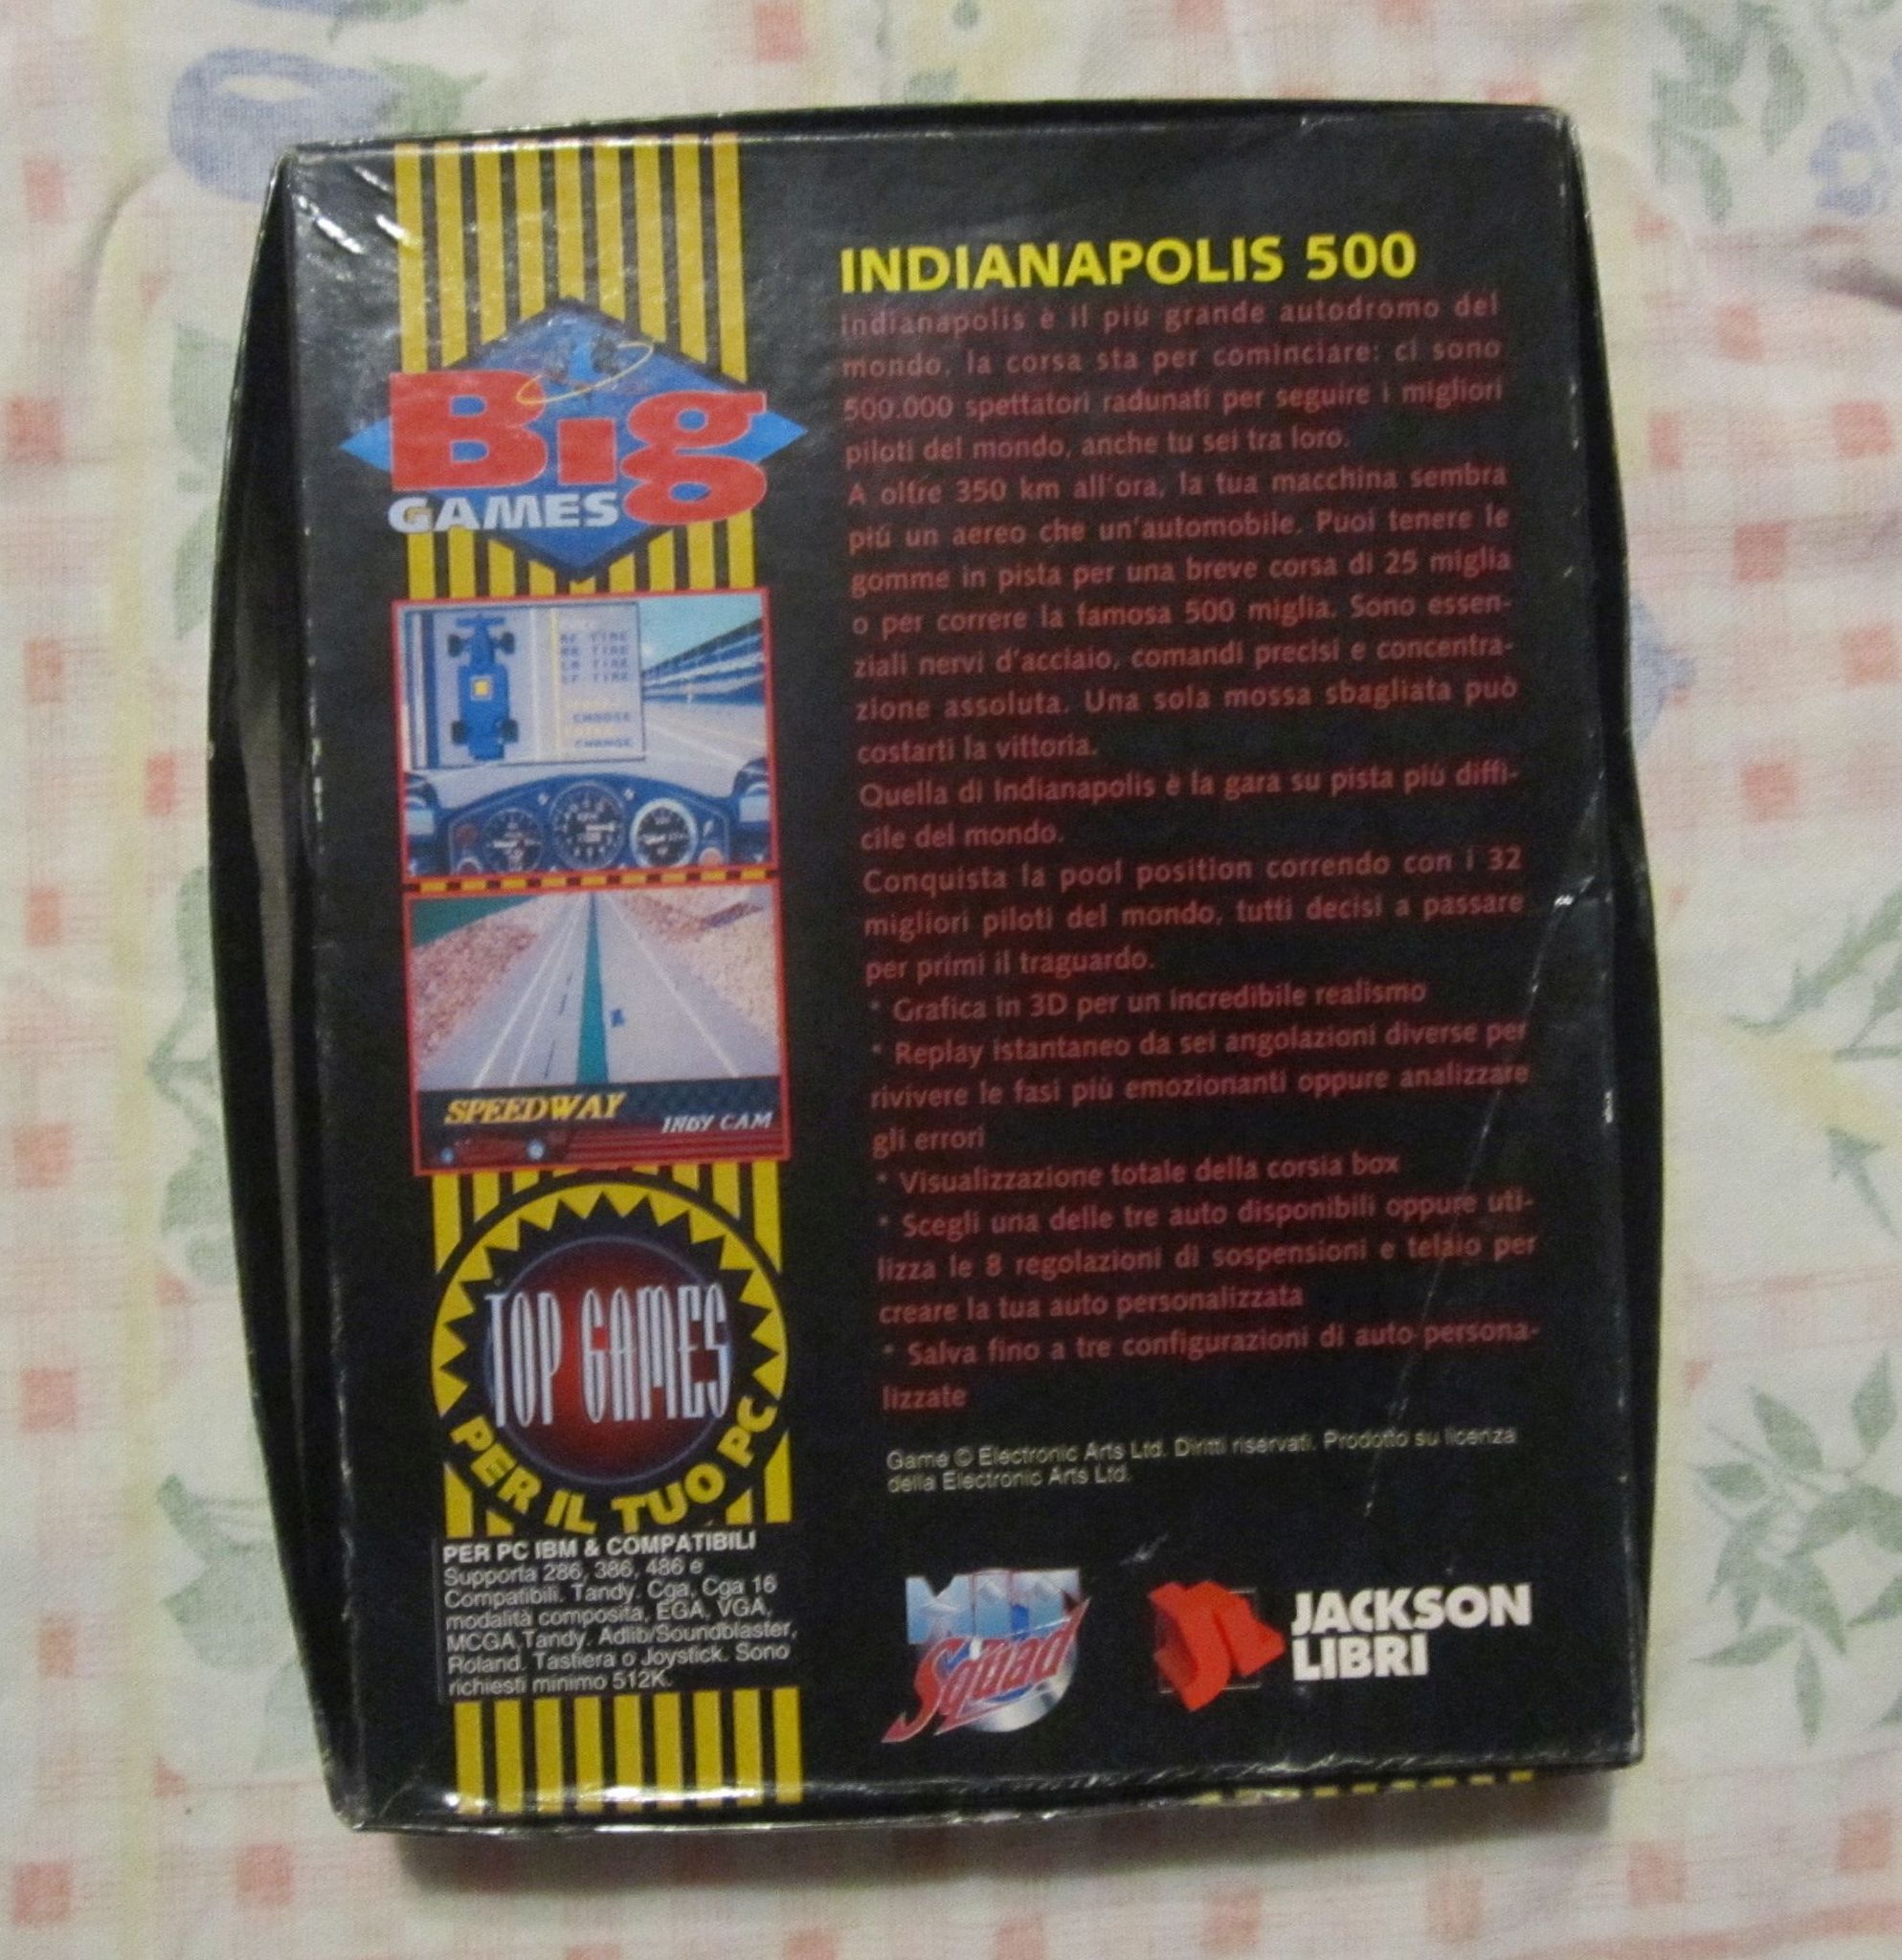 Big
GAMES
RF TIRE
RR TIRE
LR TIRE
LF TIRE
CHOOSE
CHANGE
SPEEDWAY
INDY CAM
TOP GAMES
PER IL TUO PC
PER PC IBM & COMPATIBILI
Supporta 286, 386, 486 e
Compatibili. Tandy. Cga, Cga 16
modalità composita, EGA, VGA,
MCGA,Tandy. Adlib/Soundblaster,
Roland. Tastiera o Joystick. Sono
richiesti minimo 512K.
INDIANAPOLIS 500
Indianapolis è il più grande autodromo del
mondo, la corsa sta per cominciare: ci sono
500.000 spettatori radunati per seguire i migliori
piloti del mondo, anche tu sei tra loro.
A oltre 350 km all'ora, la tua macchina sembra
più un aereo che un'automobile. Puoi tenere le
gomme in pista per una breve corsa di 25 miglia
o per correre la famosa 500 miglia. Sono essen-
ziali nervi d'acciaio, comandi precisi e concentra-
zione assoluta. Una sola mossa sbagliata può
costarti la vittoria.
Quella di Indianapolis è la gara su pista più diffi-
cile del mondo.
Conquista la pool position correndo con i 32
migliori piloti del mondo, tutti decisi a passare
per primi il traguardo.
* Grafica in 3D per un incredibile realismo
* Replay istantaneo da sei angolazioni diverse per
rivivere le fasi più emozionanti oppure analizzare
gli errori
* Visualizzazione totale della corsia box
* Scegli una delle tre auto disponibili oppure uti-
lizza le 8 regolazioni di sospensioni e telaio per
creare la tua auto personalizzata
* Salva fino a tre configurazioni di auto persona-
lizzate
Game © Electronic Arts Ltd. Diritti riservati. Prodotto su licenza
della Electronic Arts Ltd.
Squad
JACKSON
LIBRI